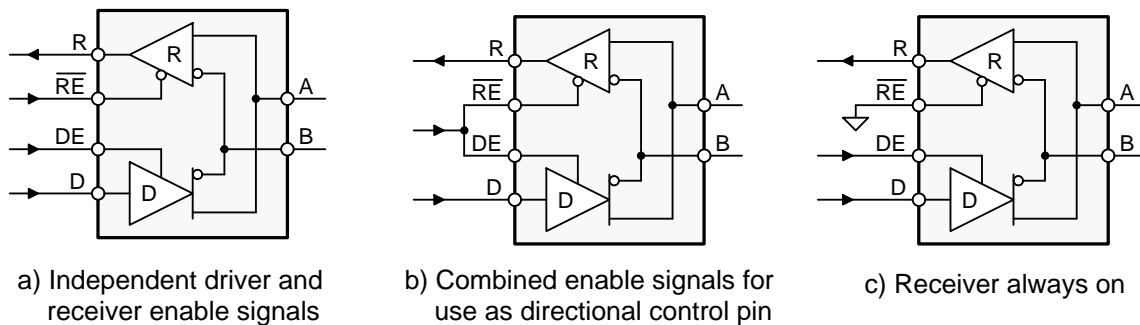 R
R
A
RE
DE
B
D
D
a) Independent driver and
receiver enable signals
R
R
A
RE
DE
B
D
D
b) Combined enable signals for
use as directional control pin
R
R
A
RE
DE
B
D
D
c) Receiver always on